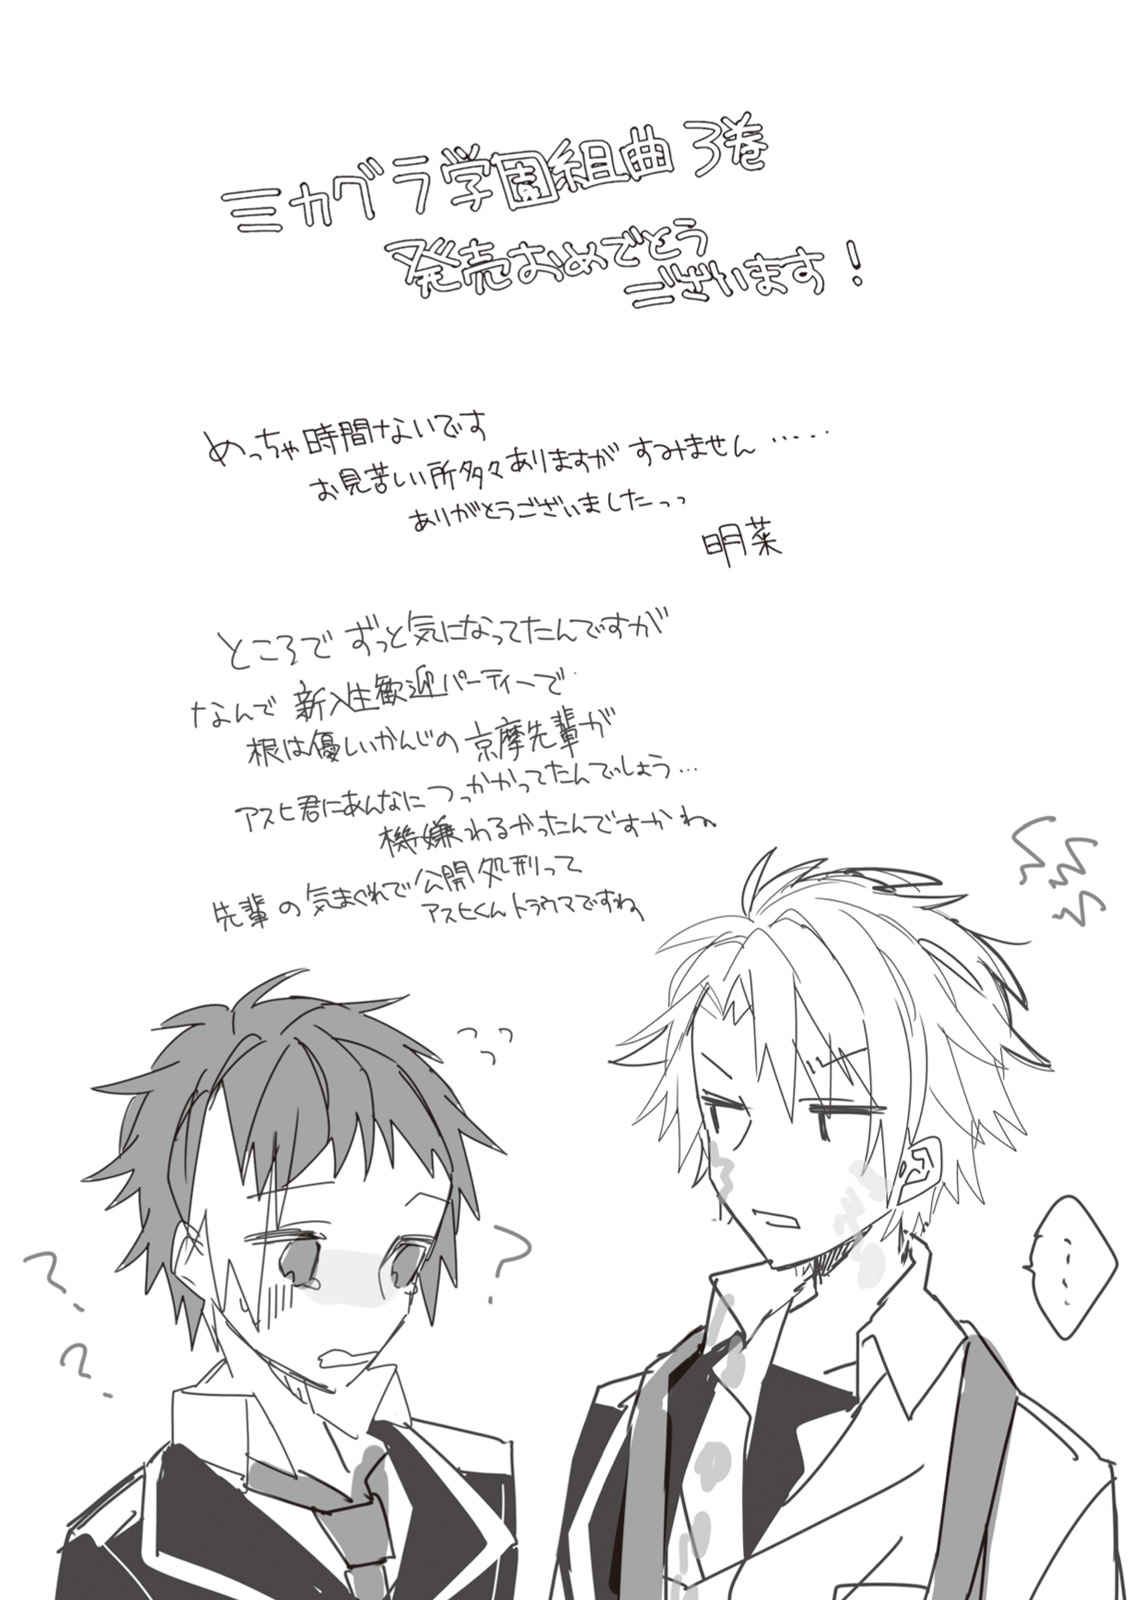 ミカグラ学園組曲 3巻
発売おめでとう
ございます!
めっちゃ時間ないです
お見苦しい所多々ありますが すみません……
ありがとうございましたっっ
明菜
ところで ずっと気になってたんですが
なんで 新入生歓迎パーティーで
根は優しいかんじの 京摩先輩が
アスヒ君にあんなに つっかかってたんでしょう…
機嫌わるかったんですかね
先輩の気まぐれで公開処刑って
アスヒくんトラウマですね
っっっ
?
?
?
……